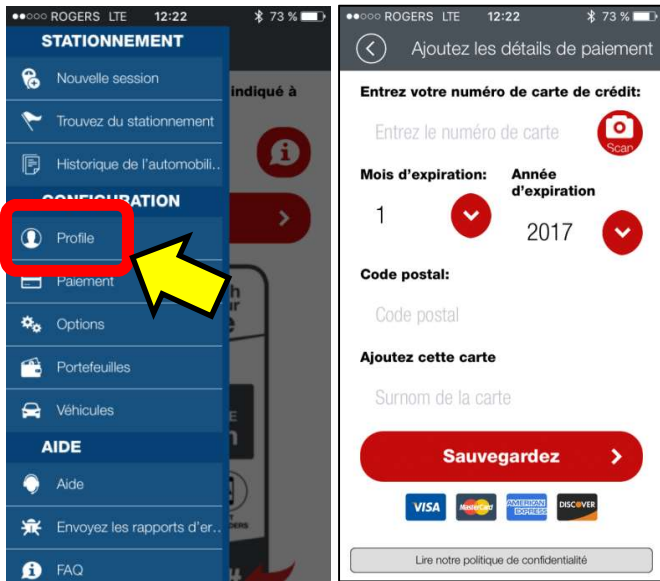 ROGERS LTE 12:22 73 %
STATIONNEMENT
Nouvelle session
Trouvez du stationnement
Historique de l'automobili..
CONFIGURATION
Profile
Paiement
Options
Portefeuilles
Véhicules
AIDE
Aide
Envoyez les rapports d'er..
FAQ
indiqué à
ROGERS LTE 12:22 73 %
Ajoutez les détails de paiement
Entrez votre numéro de carte de crédit:
Entrez le numéro de carte
Scan
Mois d'expiration:
Année
d'expiration
1
2017
Code postal:
Code postal
Ajoutez cette carte
Surnom de la carte
Sauvegardez
VISA MasterCard AMERICAN EXPRESS DISCOVER
Lire notre politique de confidentialité